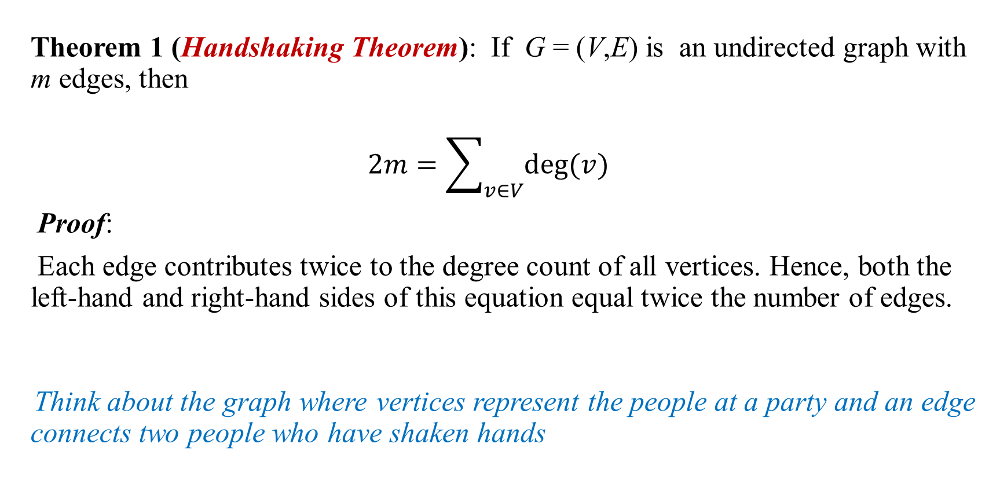 Theorem 1 (Handshaking Theorem): If G = (V,E) is an undirected graph with
m edges, then
2m = ∑_{v∈V} deg(v)
Proof:
Each edge contributes twice to the degree count of all vertices. Hence, both the
left-hand and right-hand sides of this equation equal twice the number of edges.
Think about the graph where vertices represent the people at a party and an edge
connects two people who have shaken hands